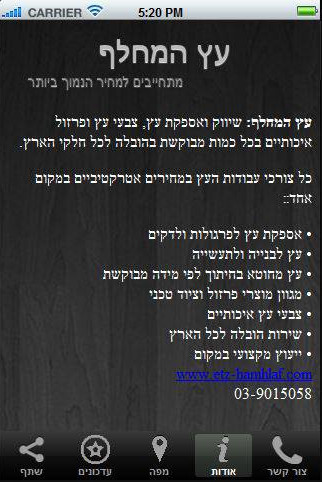 CARRIER 5:20 PM
עץ המחלף
מתחייבים למחיר הנמוך ביותר
עץ המחלף: שיווק ואספקת עץ, צבעי עץ ופרזול
איכותיים בכל כמות מבוקשת בהובלה לכל חלקי הארץ.
כל צורכי עבודות העץ במחירים אטרקטיביים במקום
אחד::
• אספקת עץ לפרגולות ולדקים
• עץ לבנייה ולתעשייה
• עץ מחוטא בחיתוך לפי מידה מבוקשת
• מגוון מוצרי פרזול וציוד טכני
• צבעי עץ איכותיים
• שירות הובלה לכל הארץ
• ייעוץ מקצועי במקום
www.etz-hamhlaf.com
03-9015058
צור קשר אודות מפה עדכונים שתף